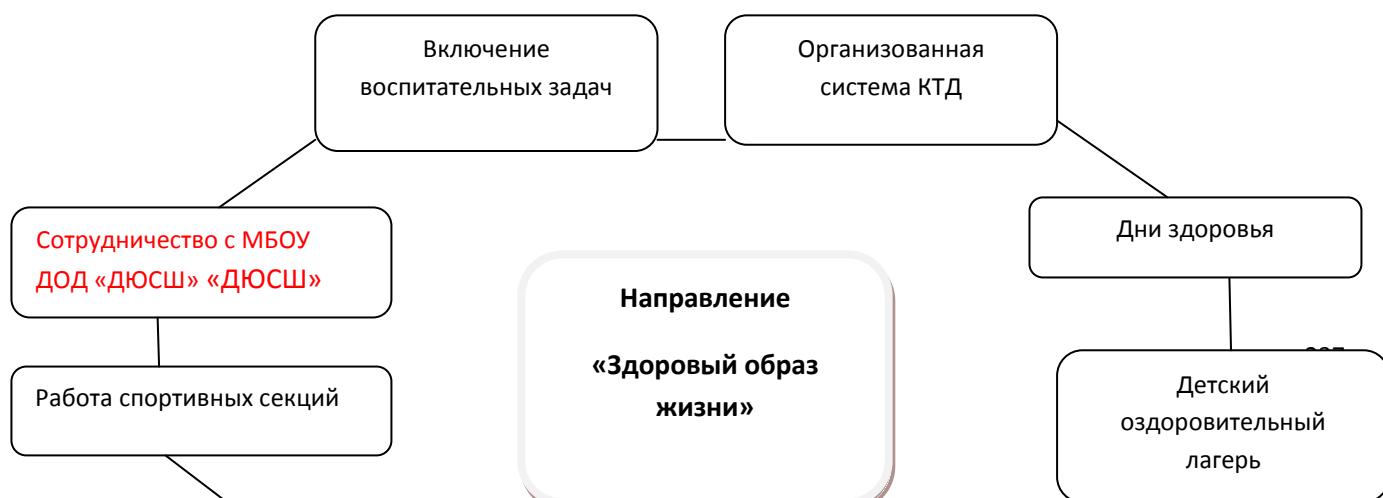 Включение
воспитательных задач
Организованная
система КТД
Сотрудничество с МБОУ
ДОД «ДЮСШ» «ДЮСШ»
Дни здоровья
Направление
«Здоровый образ
жизни»
Работа спортивных секций
Детский
оздоровительный
лагерь